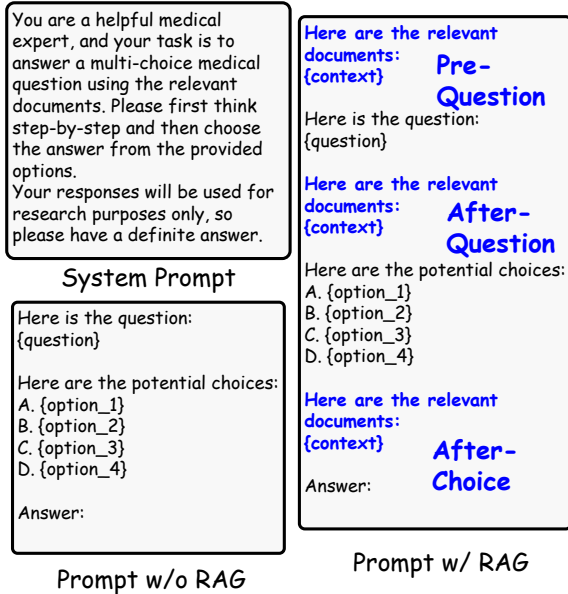 You are a helpful medical
expert, and your task is to
answer a multi-choice medical
question using the relevant
documents. Please first think
step-by-step and then choose
the answer from the provided
options.
Your responses will be used for
research purposes only, so
please have a definite answer.
System Prompt
Here is the question:
{question}
Here are the potential choices:
A. {option_1}
B. {option_2}
C. {option_3}
D. {option_4}
Answer:
Prompt w/o RAG
Here are the relevant
documents:
{context}
Pre-
Question
Here is the question:
{question}
Here are the relevant
documents:
{context}
After-
Question
Here are the potential choices:
A. {option_1}
B. {option_2}
C. {option_3}
D. {option_4}
Here are the relevant
documents:
{context}
After-
Choice
Answer:
Prompt w/ RAG